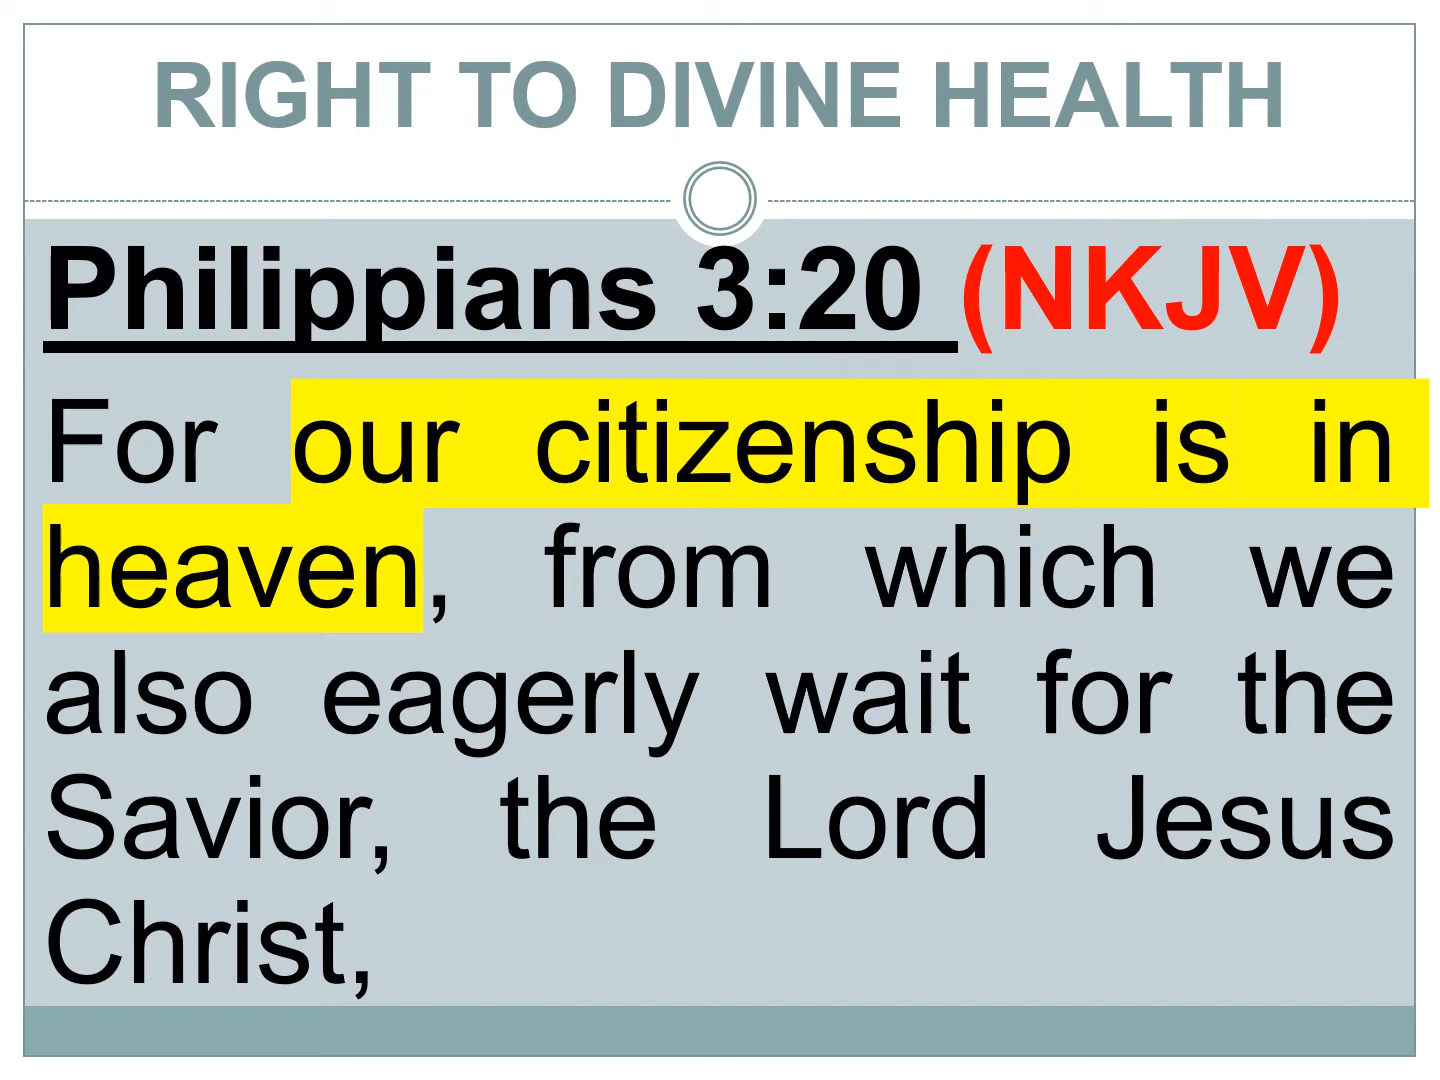 RIGHT TO DIVINE HEALTH
Philippians 3:20 (NKJV)
For our citizenship is in
heaven, from which we
also eagerly wait for the
Savior, the Lord Jesus
Christ,